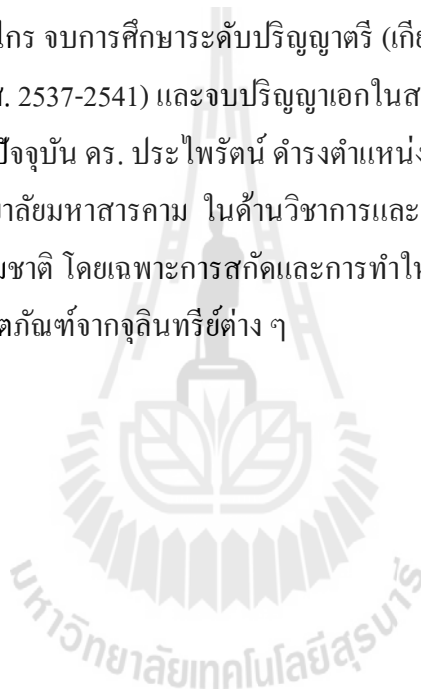 ไกร จบการศึกษาระดับปริญญาตรี (เกีย
ศ. 2537-2541) และจบปริญญาเอกในส
ปัจจุบัน ดร. ประไพรัตน์ ดำรงตำแหน่ง
ยาลัยมหาสารคาม ในด้านวิชาการและ
มชาติ โดยเฉพาะการสกัดและการทำให
ตภัณฑ์จากจุลินทรีย์ต่าง ๆ
มหาวิทยาลัยเทคโนโลยีสุรนารี